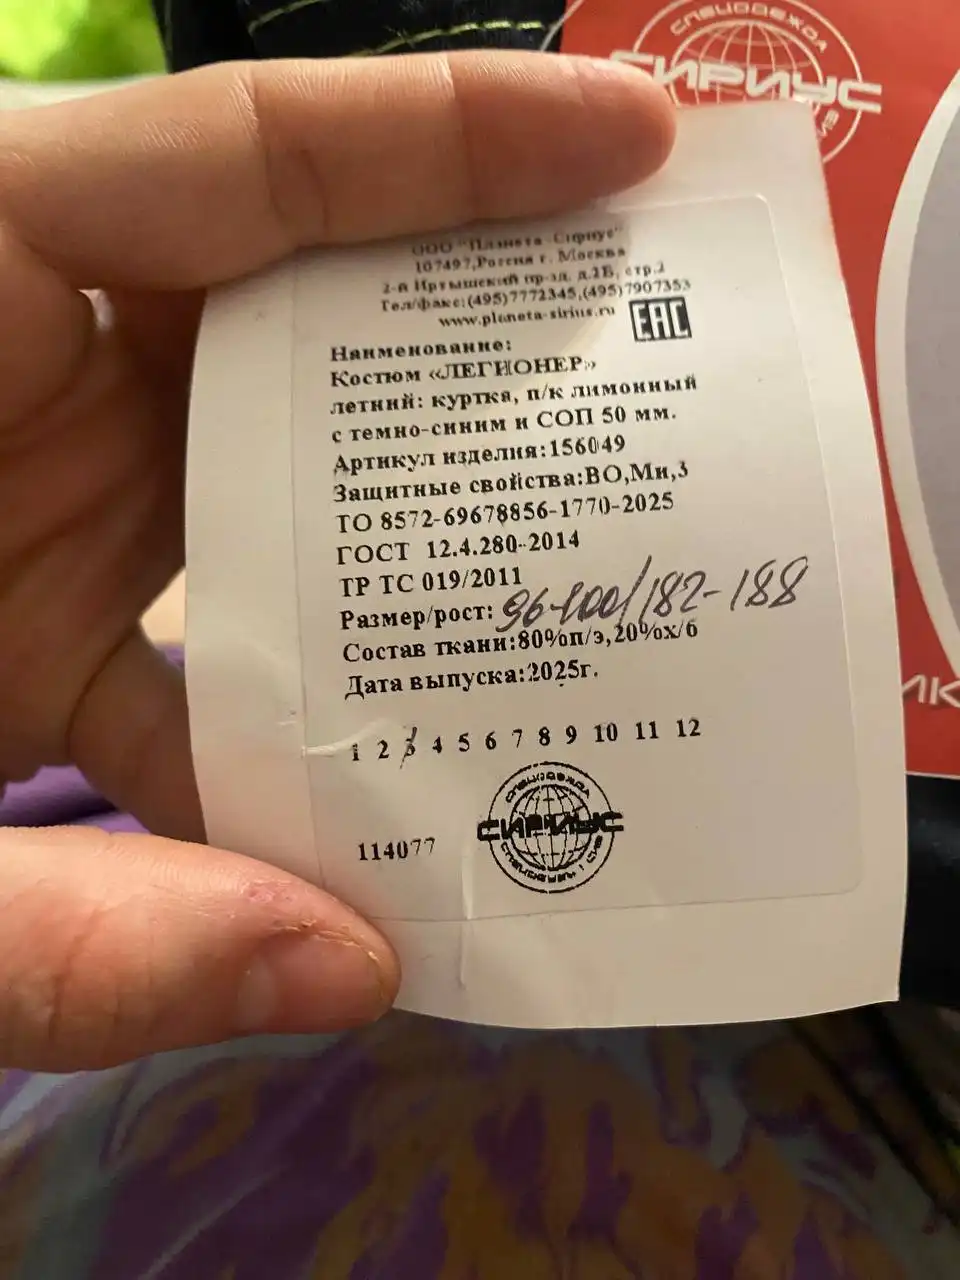 СПЕЦОДЕЖДА
СИРИУС
ООО "Планета-Сириус"
107497,Россия г. Москва
2-й Иртышский пр-зд, д.2Б, стр.2
Тел/факс:(495)7772345,(495)7907353
www.planeta-sirius.ru
EAC
Наименование:
Костюм «ЛЕГИОНЕР»
летний: куртка, п/к лимонный
с темно-синим и СОП 50 мм.
Артикул изделия:156049
Защитные свойства:ВО,Ми,З
ТО 8572-69678856-1770-2025
ГОСТ 12.4.280-2014
ТР ТС 019/2011
Размер/рост: 96-100/182-188
Состав ткани:80%п/э,20%х/б
Дата выпуска:2025г.
1 2 3 4 5 6 7 8 9 10 11 12
СПЕЦОДЕЖДА
СИРИУС
114077